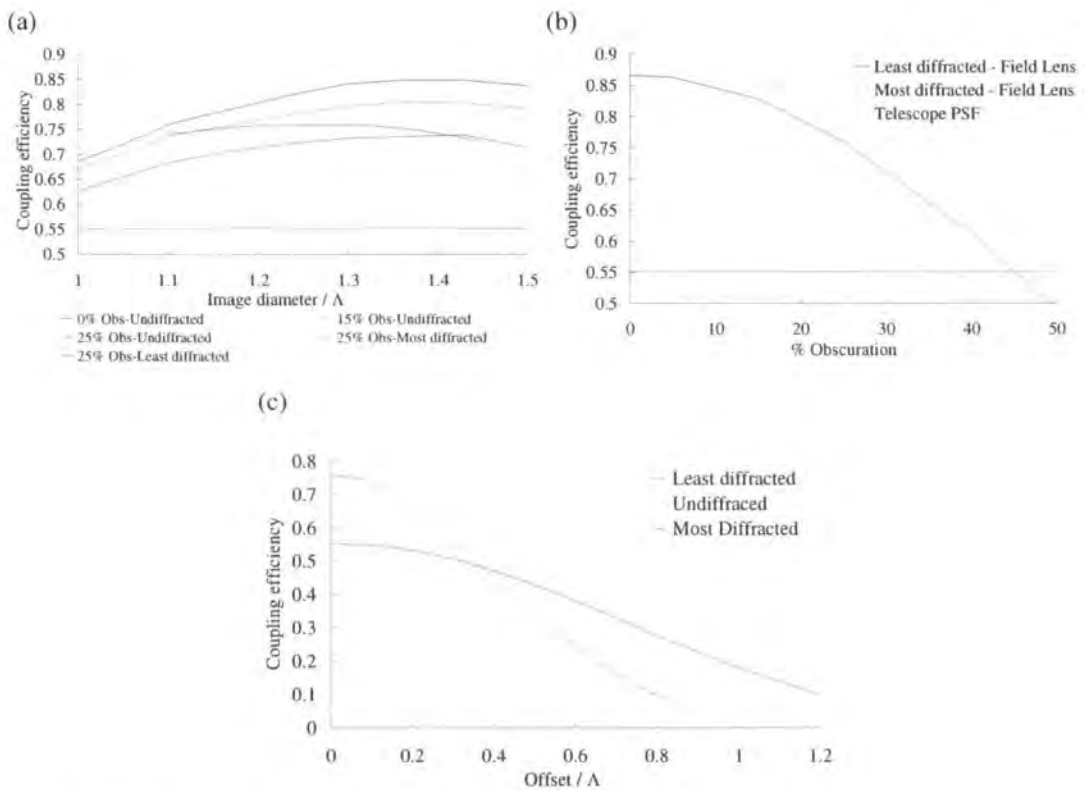 (a)
Coupling efficiency
0.9
0.85
0.8
0.75
0.7
0.65
0.6
0.55
0.5
1 1.1 1.2 1.3 1.4 1.5
Image diameter / Λ
0% Obs-Undiffracted
15% Obs-Undiffracted
25% Obs-Undiffracted
25% Obs-Most diffracted
25% Obs-Least diffracted
(b)
Coupling efficiency
0.9
0.85
0.8
0.75
0.7
0.65
0.6
0.55
0.5
Least diffracted - Field Lens
Most diffracted - Field Lens
Telescope PSF
0 10 20 30 40 50
% Obscuration
(c)
Coupling efficiency
0.8
0.7
0.6
0.5
0.4
0.3
0.2
0.1
0
Least diffracted
Undiffraced
Most Diffracted
0 0.2 0.4 0.6 0.8 1 1.2
Offset / Λ